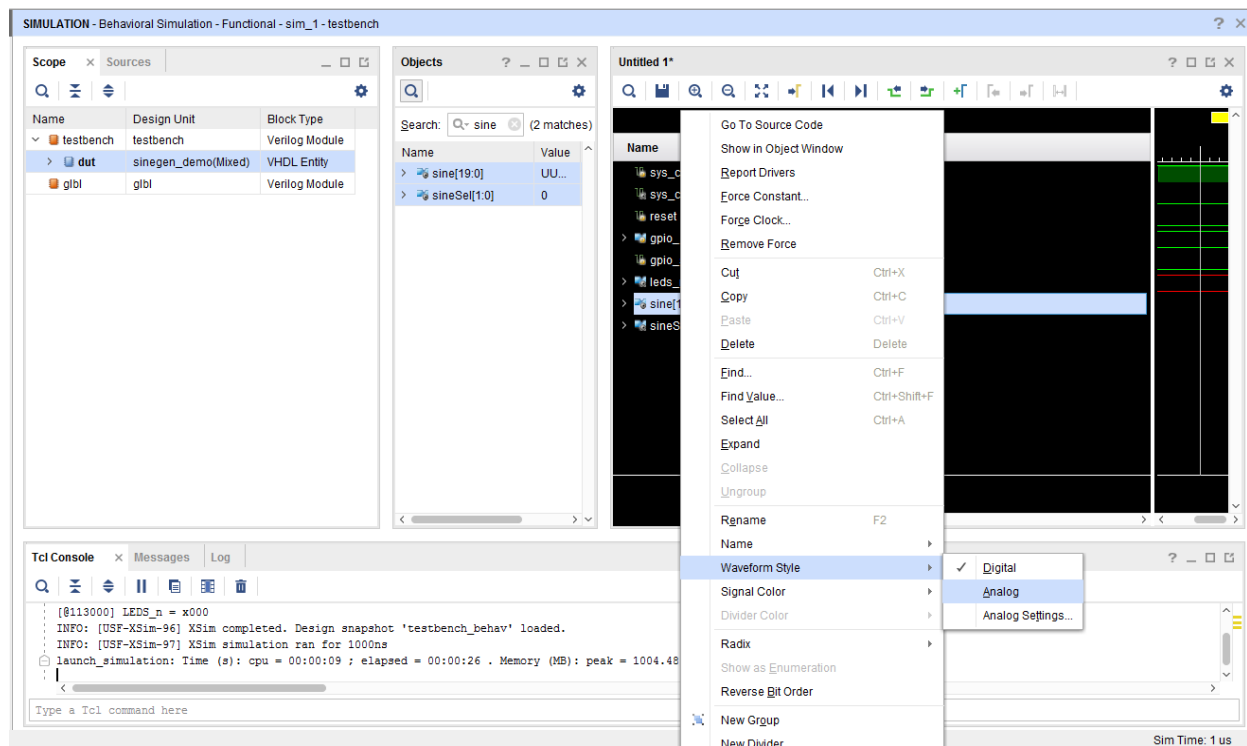 SIMULATION - Behavioral Simulation - Functional - sim_1 - testbench
Scope
Sources
Name Design Unit Block Type
testbench testbench Verilog Module
dut sinegen_demo(Mixed) VHDL Entity
glbl glbl Verilog Module
Objects
Search: sine (2 matches)
Name Value
sine[19:0] UU...
sineSel[1:0] 0
Untitled 1*
Name
sys_c
sys_c
reset
gpio_
gpio_
leds_
sine[1
sineS
Go To Source Code
Show in Object Window
Report Drivers
Force Constant...
Force Clock...
Remove Force
Cut Ctrl+X
Copy Ctrl+C
Paste Ctrl+V
Delete Delete
Find... Ctrl+F
Find Value... Ctrl+Shift+F
Select All Ctrl+A
Expand
Collapse
Ungroup
Rename F2
Name
Waveform Style
Signal Color
Divider Color
Radix
Show as Enumeration
Reverse Bit Order
New Group
New Divider
Digital
Analog
Analog Settings...
Tcl Console
Messages
Log
[@113000] LEDS_n = x000
INFO: [USF-XSim-96] XSim completed. Design snapshot 'testbench_behav' loaded.
INFO: [USF-XSim-97] XSim simulation ran for 1000ns
launch_simulation: Time (s): cpu = 00:00:09 ; elapsed = 00:00:26 . Memory (MB): peak = 1004.48
Type a Tcl command here
Sim Time: 1 us